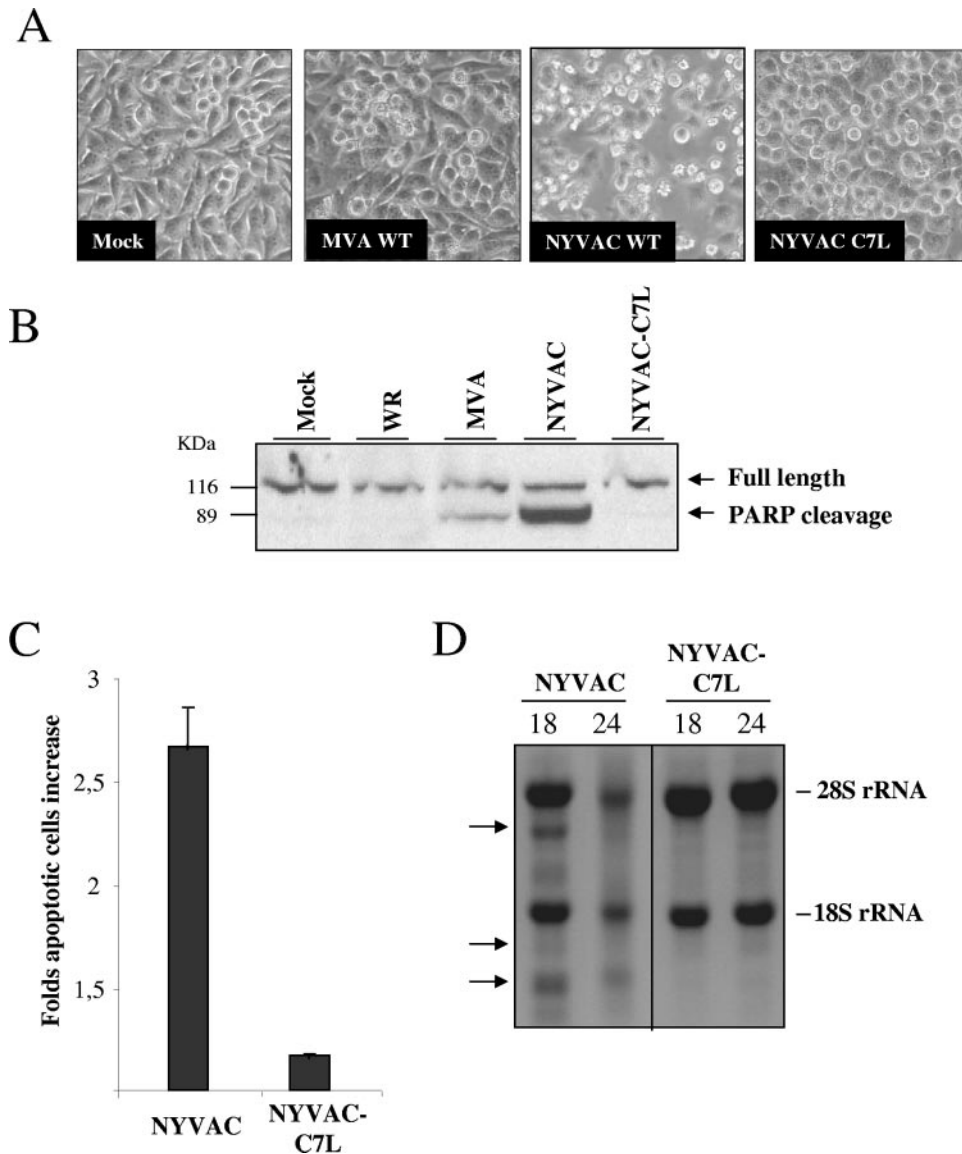 A
Mock
MVA WT
NYVAC WT
NYVAC C7L
B
Mock
WR
MVA
NYVAC
NYVAC-C7L
KDa
116
89
Full length
PARP cleavage
C
Folds apoptotic cells increase
3
2,5
2
1,5
NYVAC
NYVAC-
C7L
D
NYVAC
NYVAC-
C7L
18 24 18 24
28S rRNA
18S rRNA